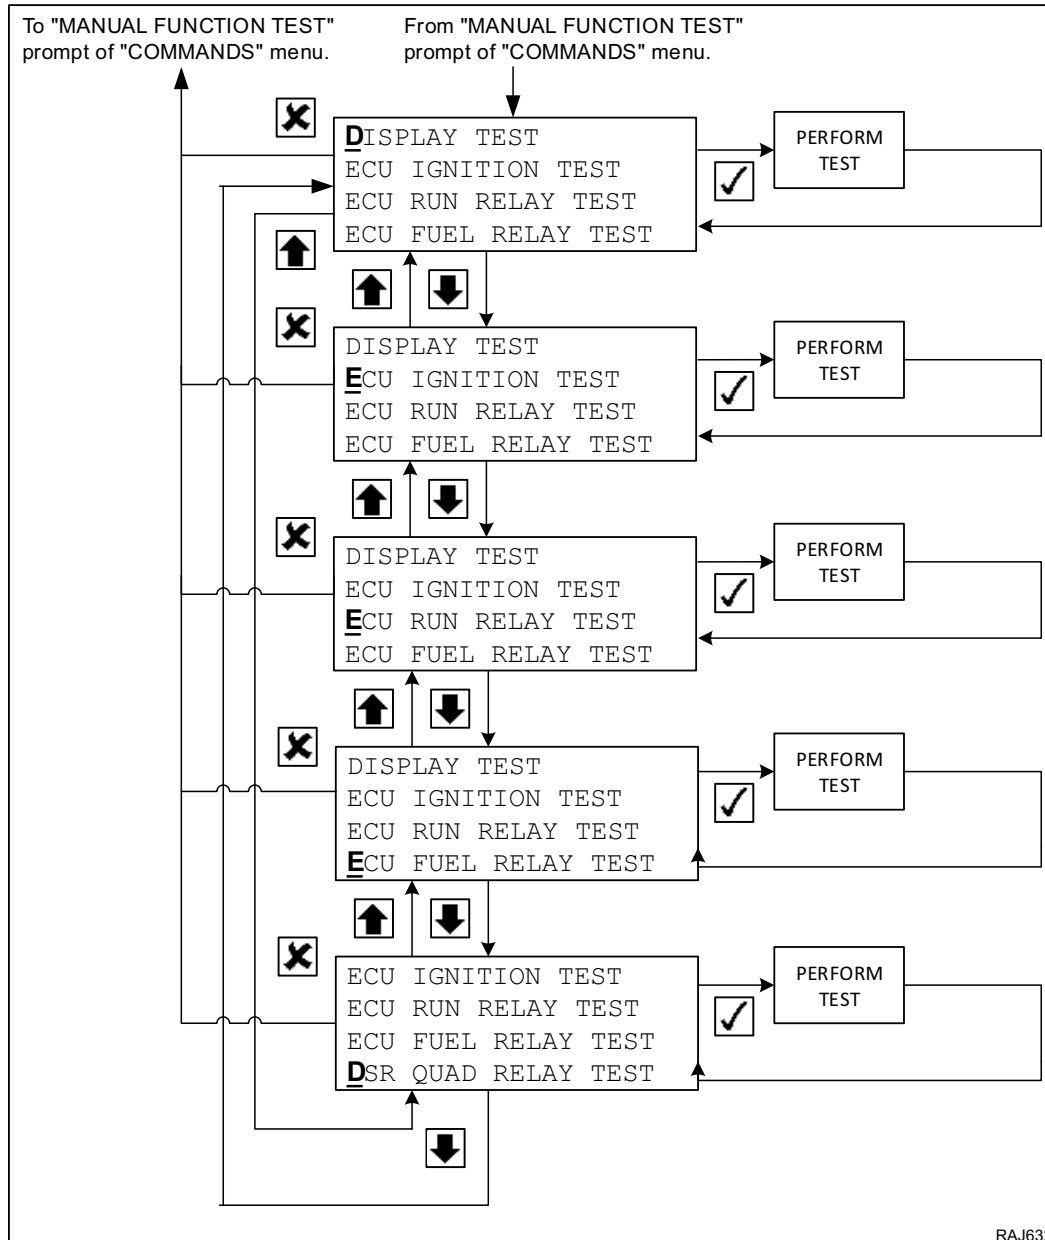 To "MANUAL FUNCTION TEST"
prompt of "COMMANDS" menu.
From "MANUAL FUNCTION TEST"
prompt of "COMMANDS" menu.
DISPLAY TEST
ECU IGNITION TEST
ECU RUN RELAY TEST
ECU FUEL RELAY TEST
PERFORM
TEST
DISPLAY TEST
ECU IGNITION TEST
ECU RUN RELAY TEST
ECU FUEL RELAY TEST
PERFORM
TEST
DISPLAY TEST
ECU IGNITION TEST
ECU RUN RELAY TEST
ECU FUEL RELAY TEST
PERFORM
TEST
DISPLAY TEST
ECU IGNITION TEST
ECU RUN RELAY TEST
ECU FUEL RELAY TEST
PERFORM
TEST
ECU IGNITION TEST
ECU RUN RELAY TEST
ECU FUEL RELAY TEST
DSR QUAD RELAY TEST
PERFORM
TEST